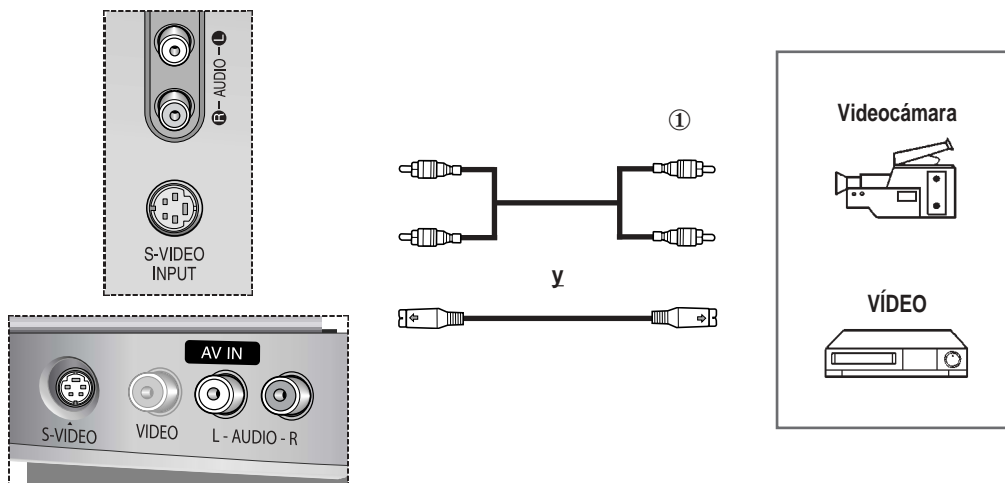 R - AUDIO - L
S-VIDEO
INPUT
①
Videocámara
y
VÍDEO
AV IN
S-VIDEO
VIDEO
L - AUDIO - R